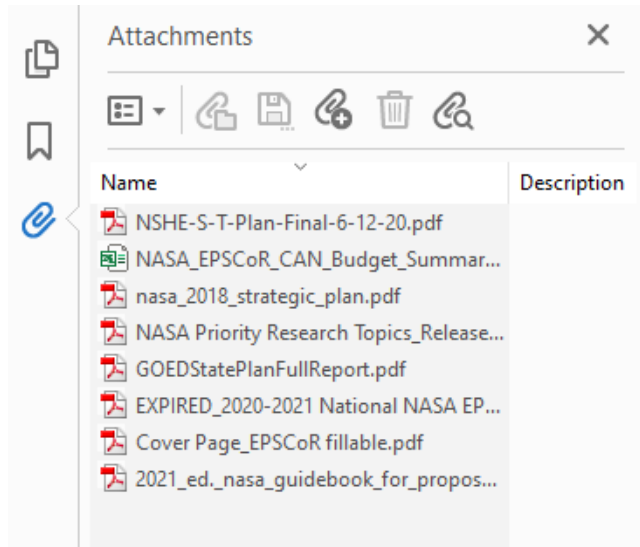 Attachments
Name
Description
NSHE-S-T-Plan-Final-6-12-20.pdf
NASA_EPSCoR_CAN_Budget_Summar...
nasa_2018_strategic_plan.pdf
NASA Priority Research Topics_Release...
GOEDStatePlanFullReport.pdf
EXPIRED_2020-2021 National NASA EP...
Cover Page_EPSCoR fillable.pdf
2021_ed._nasa_guidebook_for_propos...